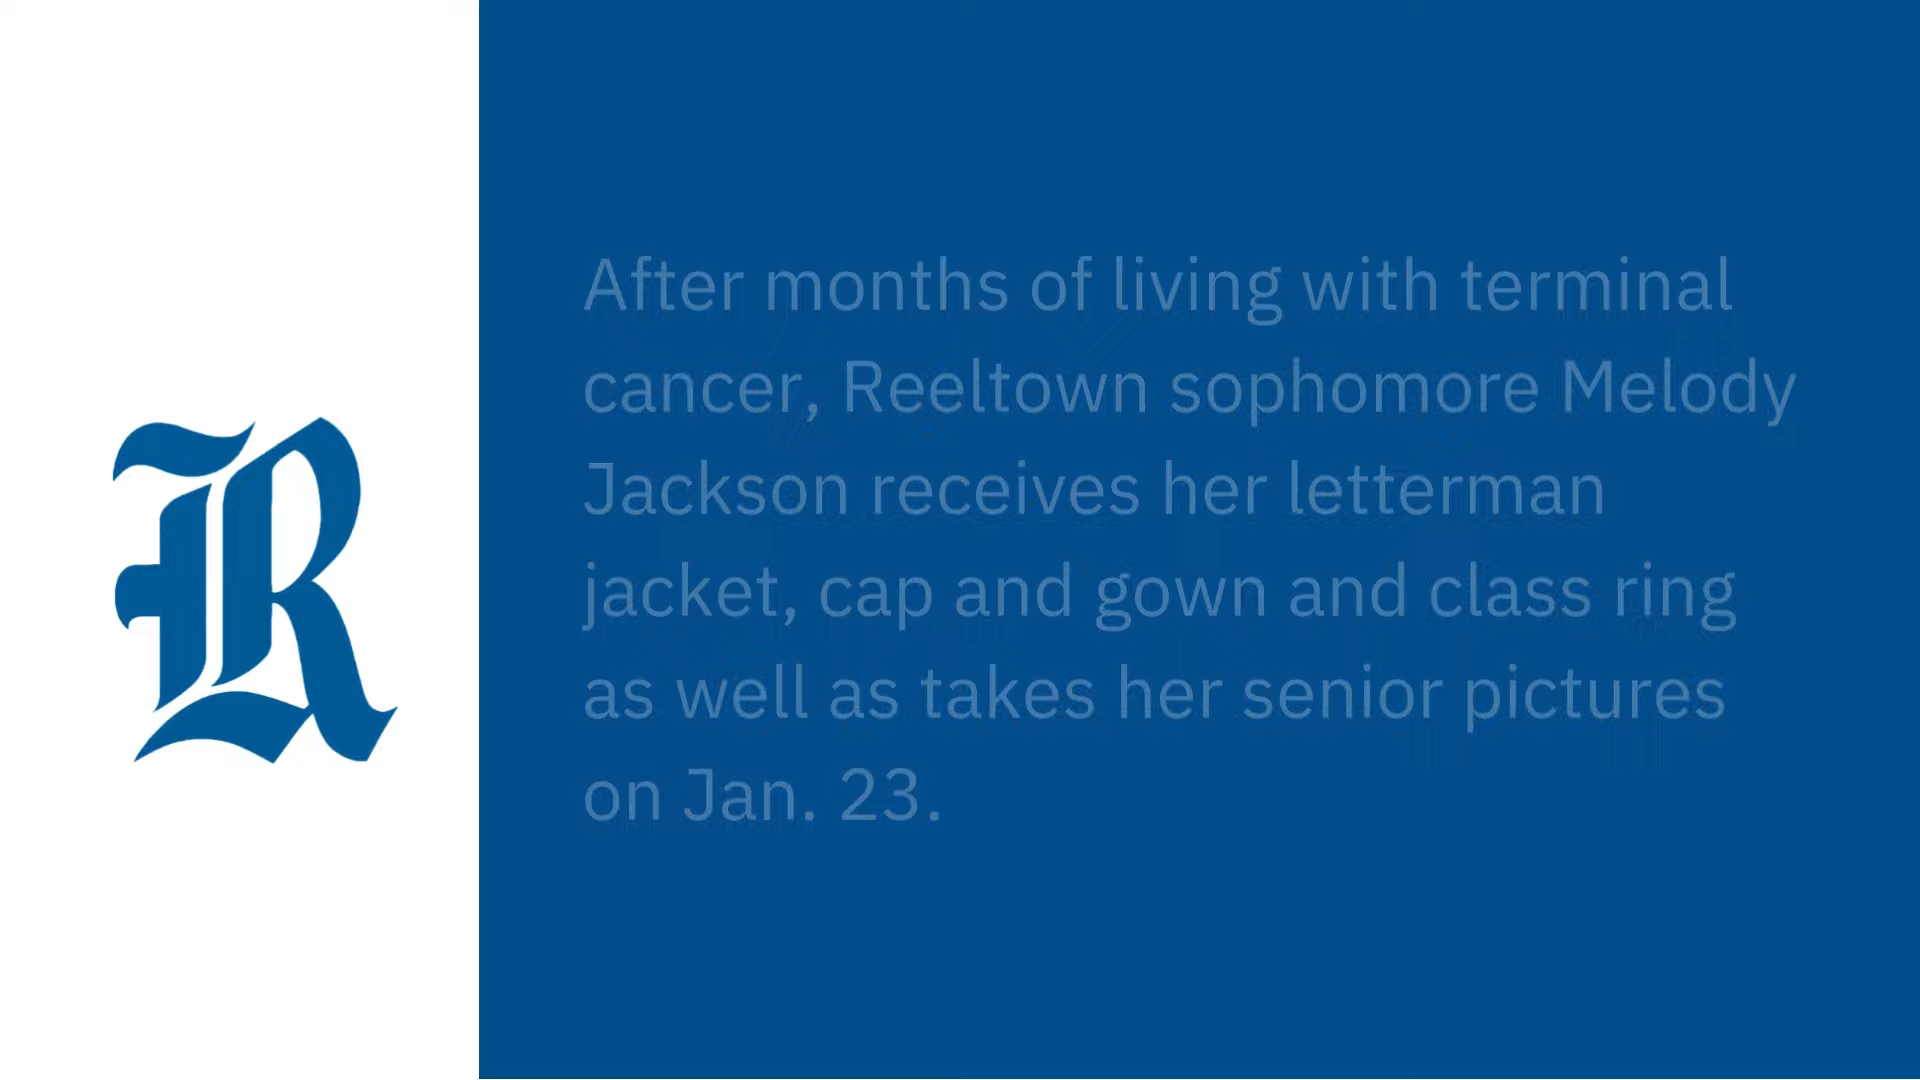 R
After months of living with terminal
cancer, Reeltown sophomore Melody
Jackson receives her letterman
jacket, cap and gown and class ring
as well as takes her senior pictures
on Jan. 23.